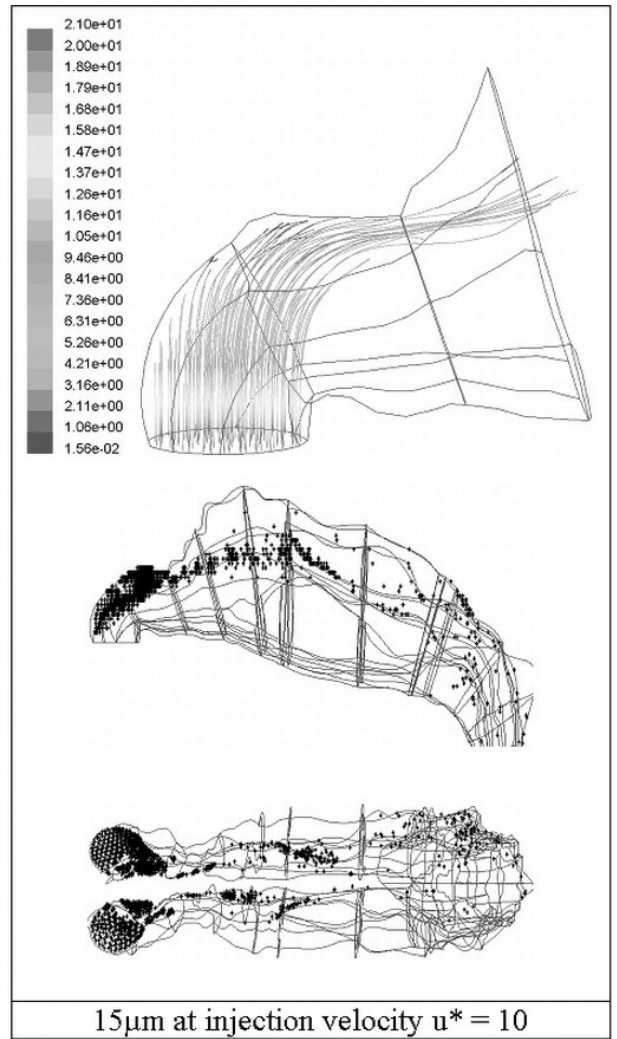 2.10e+01
2.00e+01
1.89e+01
1.79e+01
1.68e+01
1.58e+01
1.47e+01
1.37e+01
1.26e+01
1.16e+01
1.05e+01
9.46e+00
8.41e+00
7.36e+00
6.31e+00
5.26e+00
4.21e+00
3.16e+00
2.11e+00
1.06e+00
1.56e-02
15μm at injection velocity u* = 10